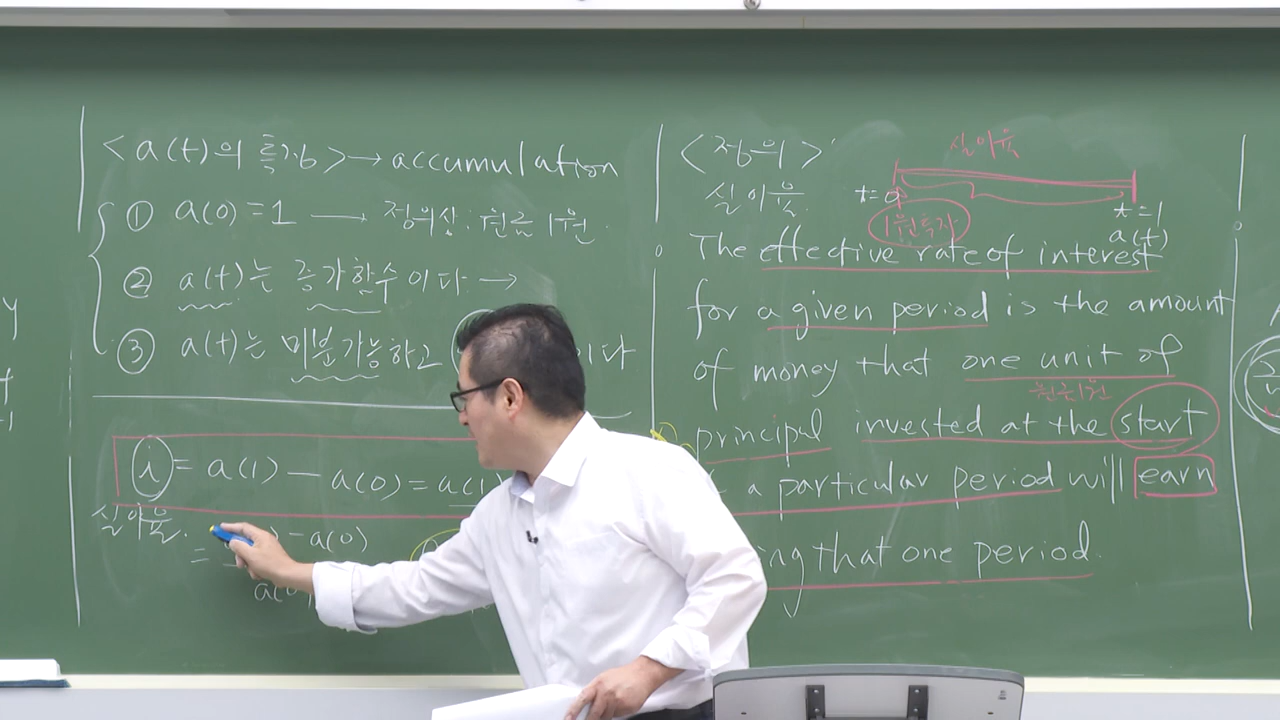 <a(t)의 특징> → accumulation
① a(0)=1 → 정의상: 원금 1원.
② a(t)는 증가함수이다 →
③ a(t)는 미분가능하고 이다
i = a(1) - a(0) = a(1)
실이율.
= - a(0)
a(0)
<정의>
실이율
실이율
t=0
t=1
1원투자
a(t)
The effective rate of interest
for a given period is the amount
of money that one unit of
원금1원
principal invested at the start
a particular period will earn
ing that one period.